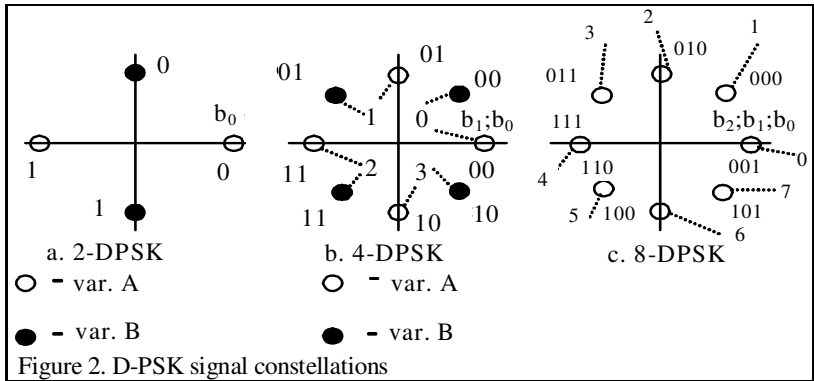 0
b₀
1
0
1
a. 2-DPSK
01
01
00
1
0
b₁;b₀
2
3
00
11
11
10
10
b. 4-DPSK
3
2
1
010
011
000
111
b₂;b₁;b₀
4
110
001
0
5
100
101
7
6
c. 8-DPSK
- var. A
- var. A
- var. B
- var. B
Figure 2. D-PSK signal constellations